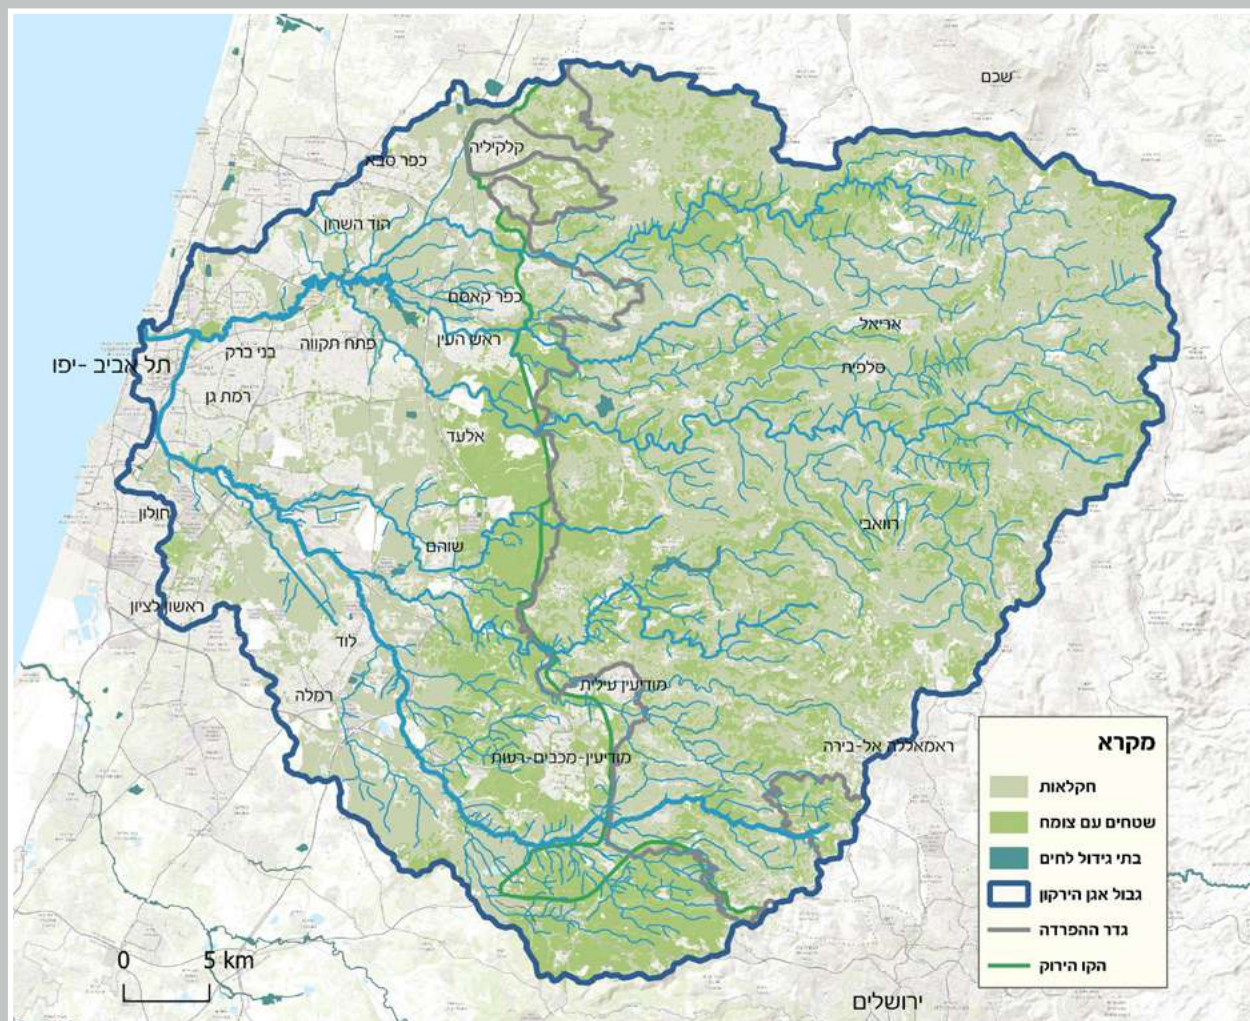 שכם
קלקיליה
כפר סבא
הוד השרון
כפר קאסם
אריאל
ראש העין
פתח תקווה
בני ברק
תל אביב -יפו
סלפית
רמת גן
אלעד
חולון
רוואבי
שוהם
ראשון לציון
לוד
מודיעין עילית
רמלה
ראמאללה אל-בירה
מודיעין-מכבים-רעות
מקרא
חקלאות
שטחים עם צומח
בתי גידול לחים
גבול אגן הירקון
גדר ההפרדה
הקו הירוק
0 5 km
ירושלים